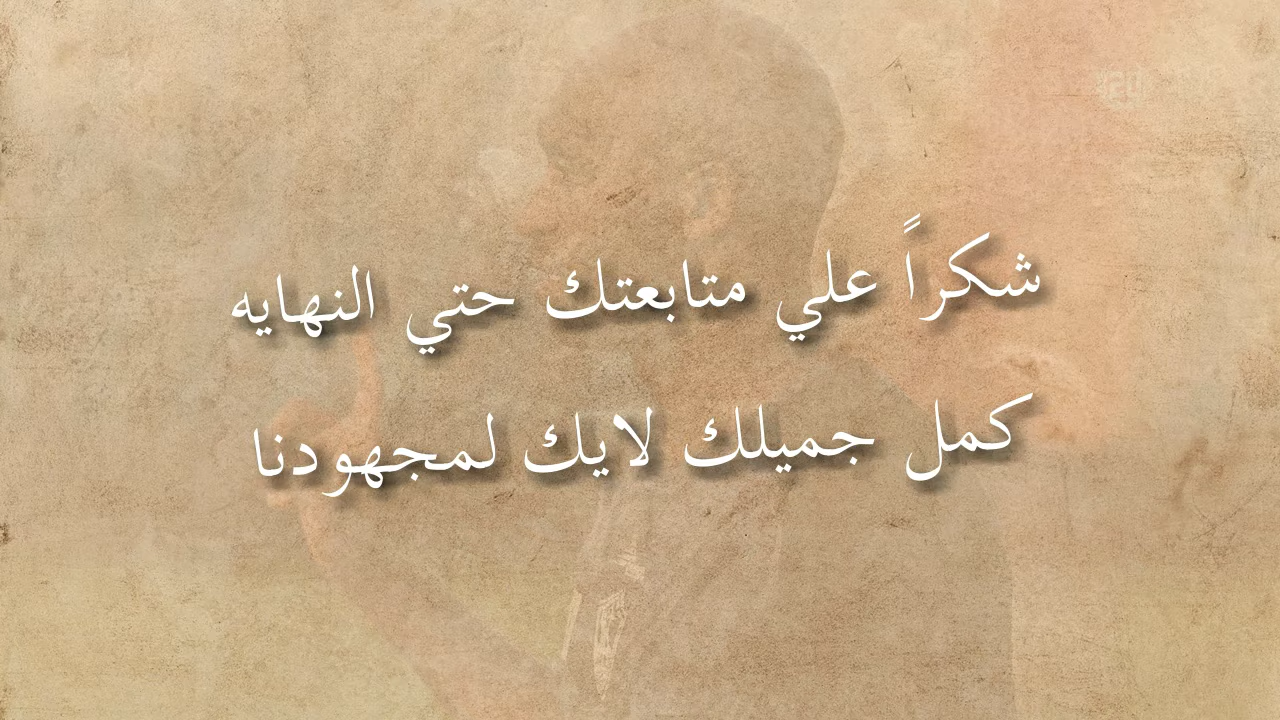 شكراً علي متابعتك حتي النهايه
كمل جميلك لايك لمجهودنا